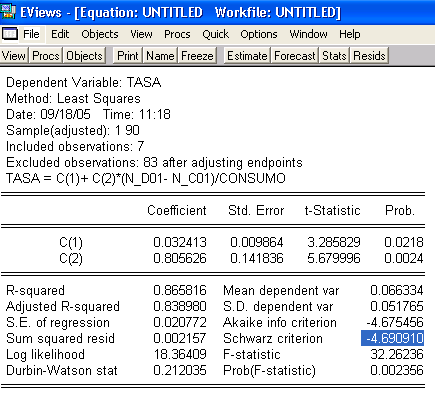 EViews - [Equation: UNTITLED   Workfile: UNTITLED]
File Edit Objects View Procs Quick Options Window Help
View Procs Objects Print Name Freeze Estimate Forecast Stats Resids
Dependent Variable: TASA
Method: Least Squares
Date: 09/18/05   Time: 11:18
Sample(adjusted): 1 90
Included observations: 7
Excluded observations: 83 after adjusting endpoints
TASA = C(1)+ C(2)*(N_D01- N_C01)/CONSUMO
Coefficient Std. Error t-Statistic Prob.
C(1) 0.032413 0.009864 3.285829 0.0218
C(2) 0.805626 0.141836 5.679996 0.0024
R-squared 0.865816 Mean dependent var 0.066334
Adjusted R-squared 0.838980 S.D. dependent var 0.051765
S.E. of regression 0.020772 Akaike info criterion -4.675456
Sum squared resid 0.002157 Schwarz criterion -4.690910
Log likelihood 18.36409 F-statistic 32.26236
Durbin-Watson stat 0.212035 Prob(F-statistic) 0.002356